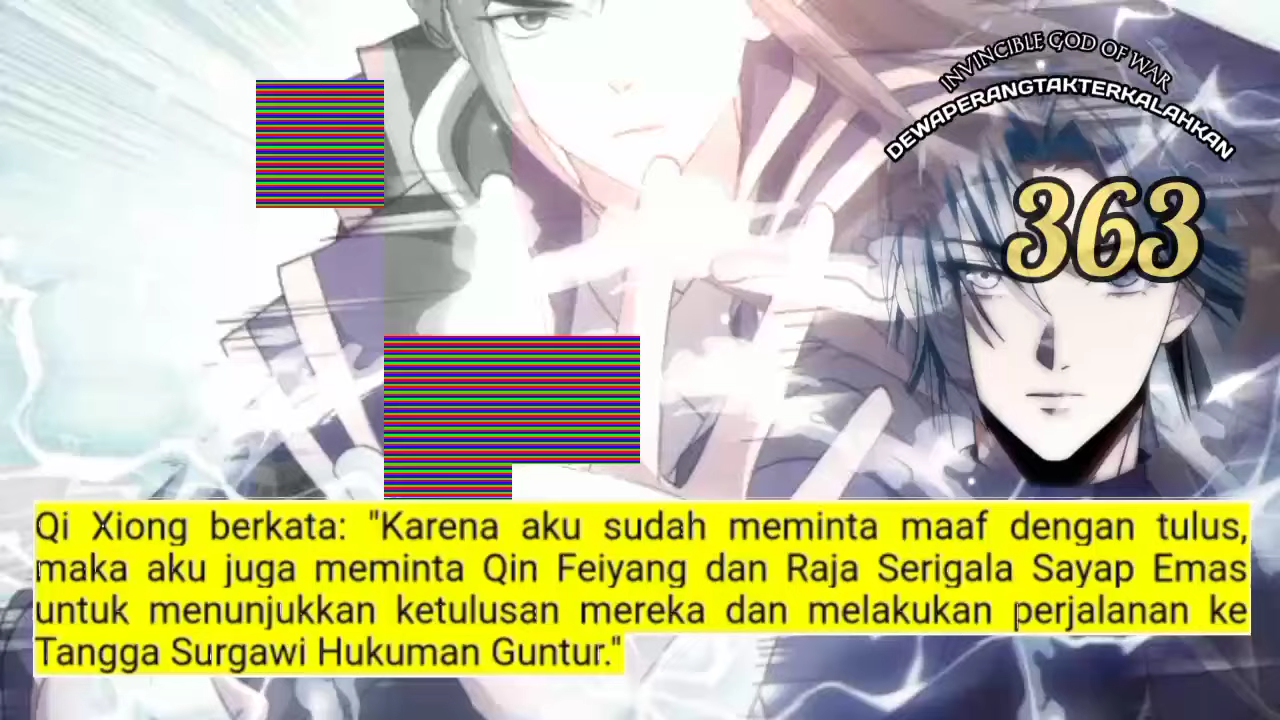 INVINCIBLE GOD OF WAR
DEWAPERANGTAKTERKALAHKAN
363
Qi Xiong berkata: "Karena aku sudah meminta maaf dengan tulus,
maka aku juga meminta Qin Feiyang dan Raja Serigala Sayap Emas
untuk menunjukkan ketulusan mereka dan melakukan perjalanan ke
Tangga Surgawi Hukuman Guntur."